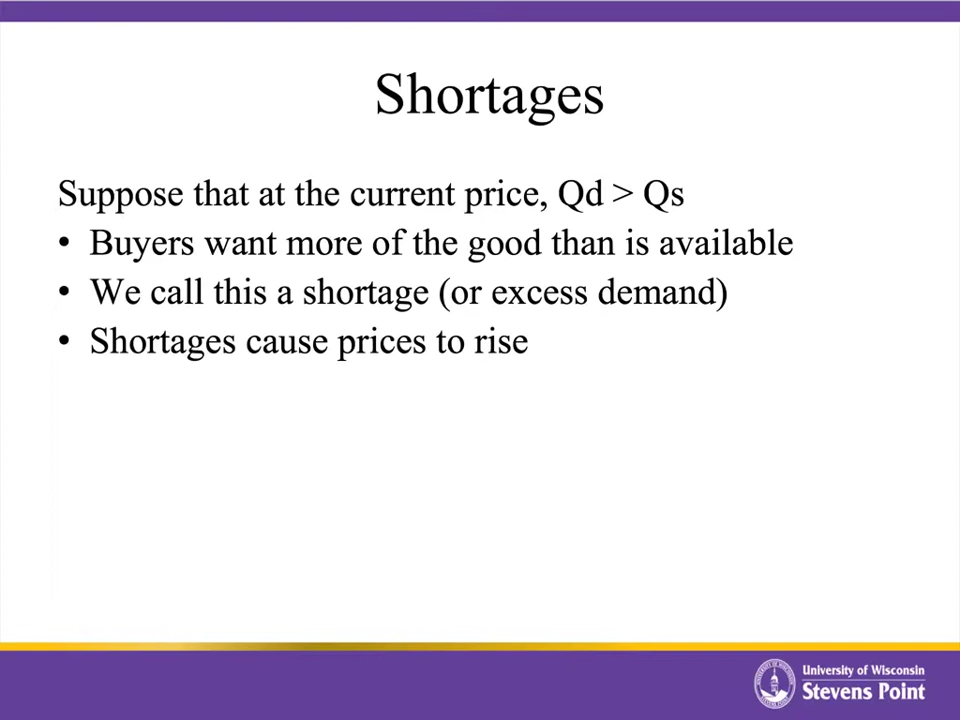 Shortages
Suppose that at the current price, Qd > Qs
• Buyers want more of the good than is available
• We call this a shortage (or excess demand)
• Shortages cause prices to rise
University of Wisconsin
Stevens Point